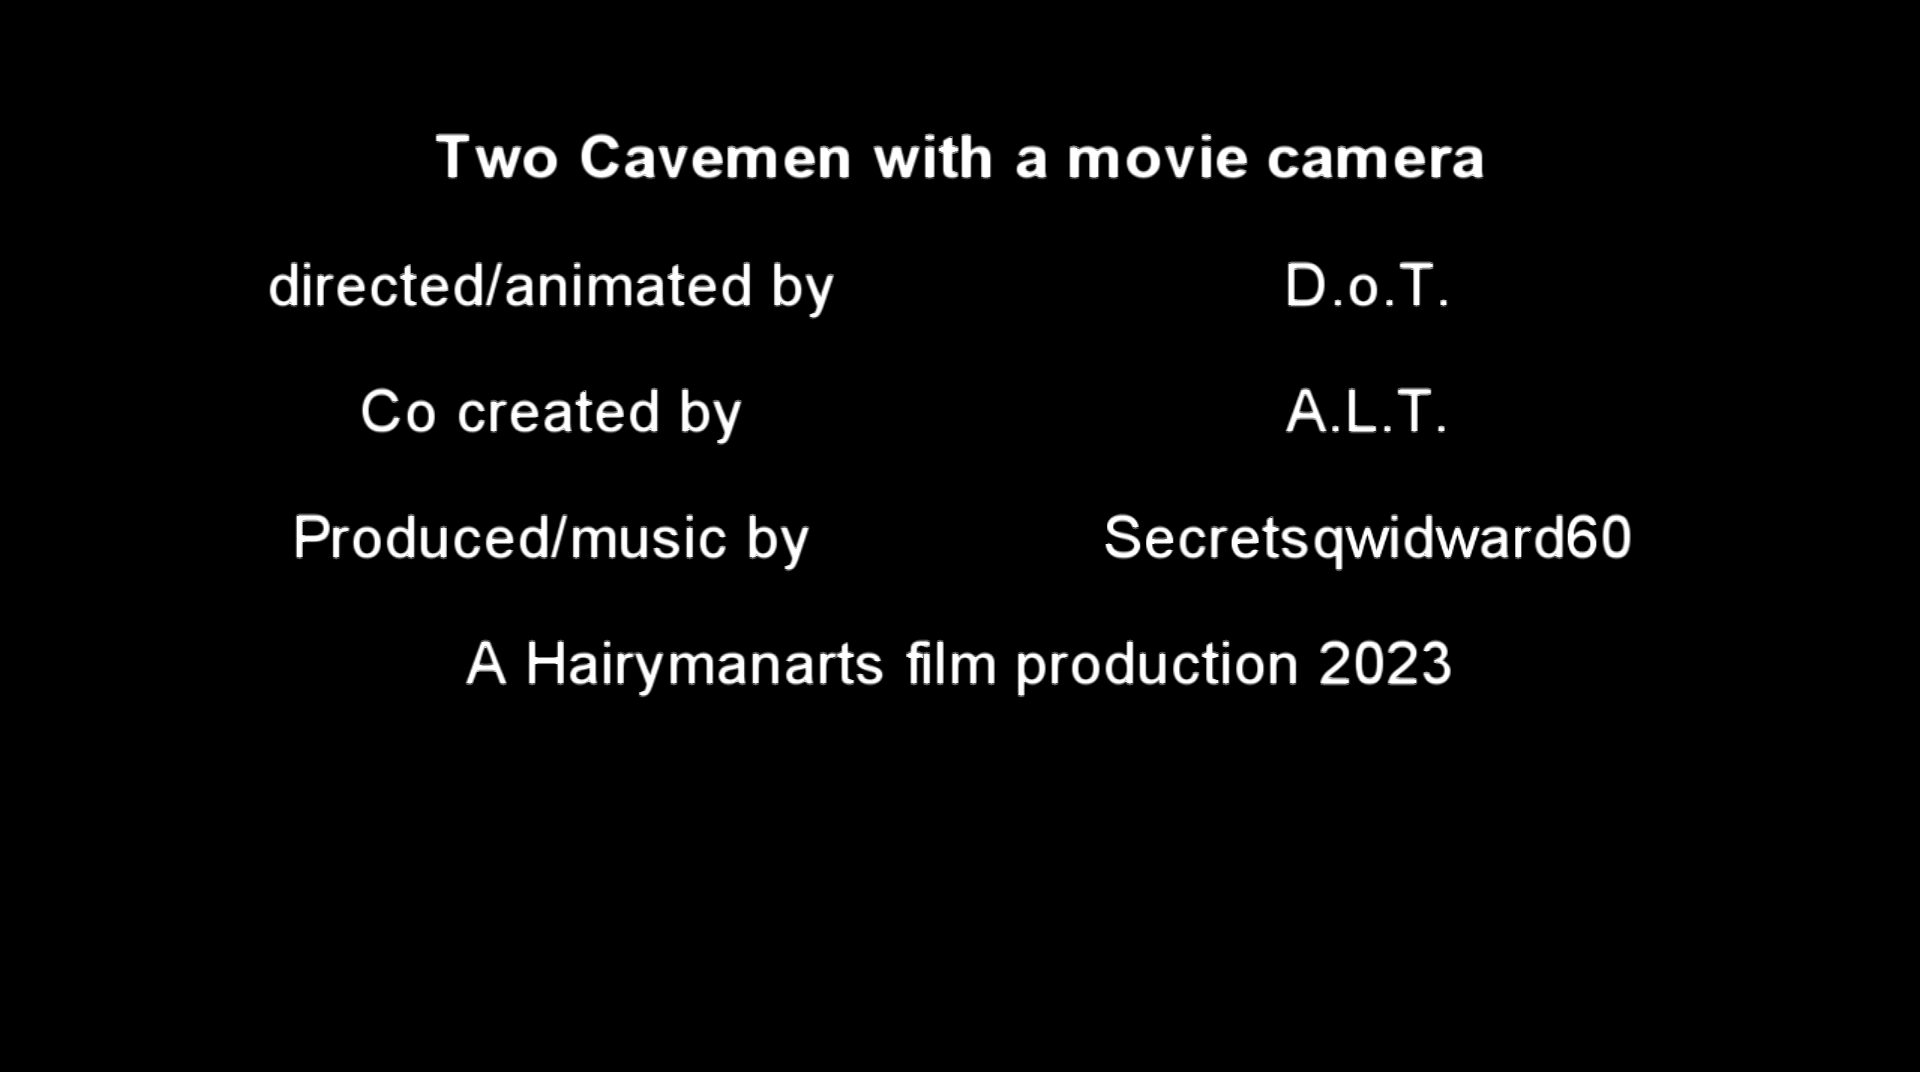 Two Cavemen with a movie camera
directed/animated by D.o.T.
Co created by A.L.T.
Produced/music by Secretsqwidward60
A Hairymanarts film production 2023